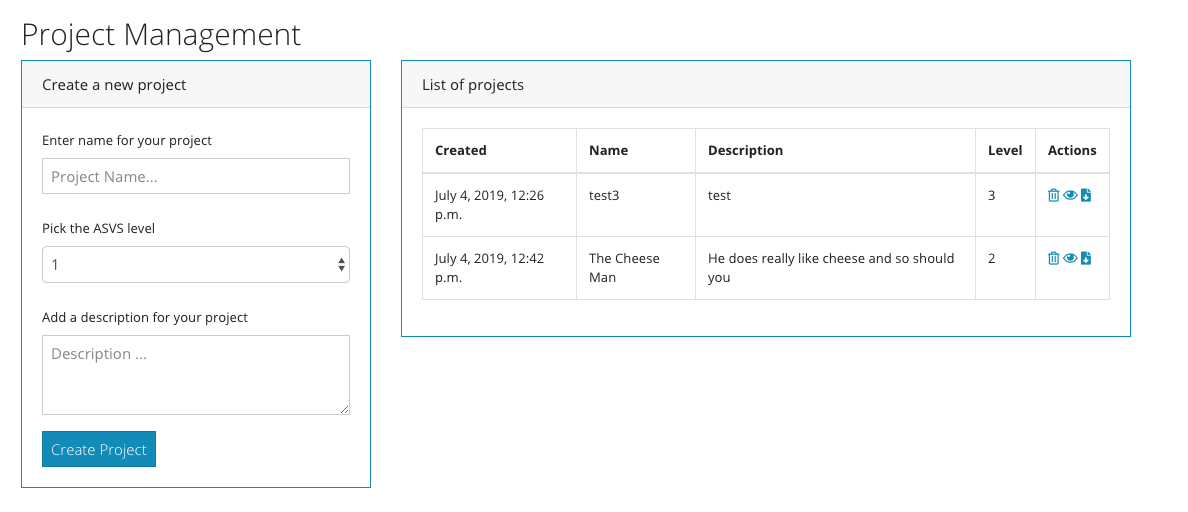 Project Management
Create a new project
Enter name for your project
Project Name...
Pick the ASVS level
1
Add a description for your project
Description ...
Create Project
List of projects
Created Name Description Level Actions
July 4, 2019, 12:26 test3 test 3
p.m.
July 4, 2019, 12:42 The Cheese He does really like cheese and so should 2
p.m. Man you